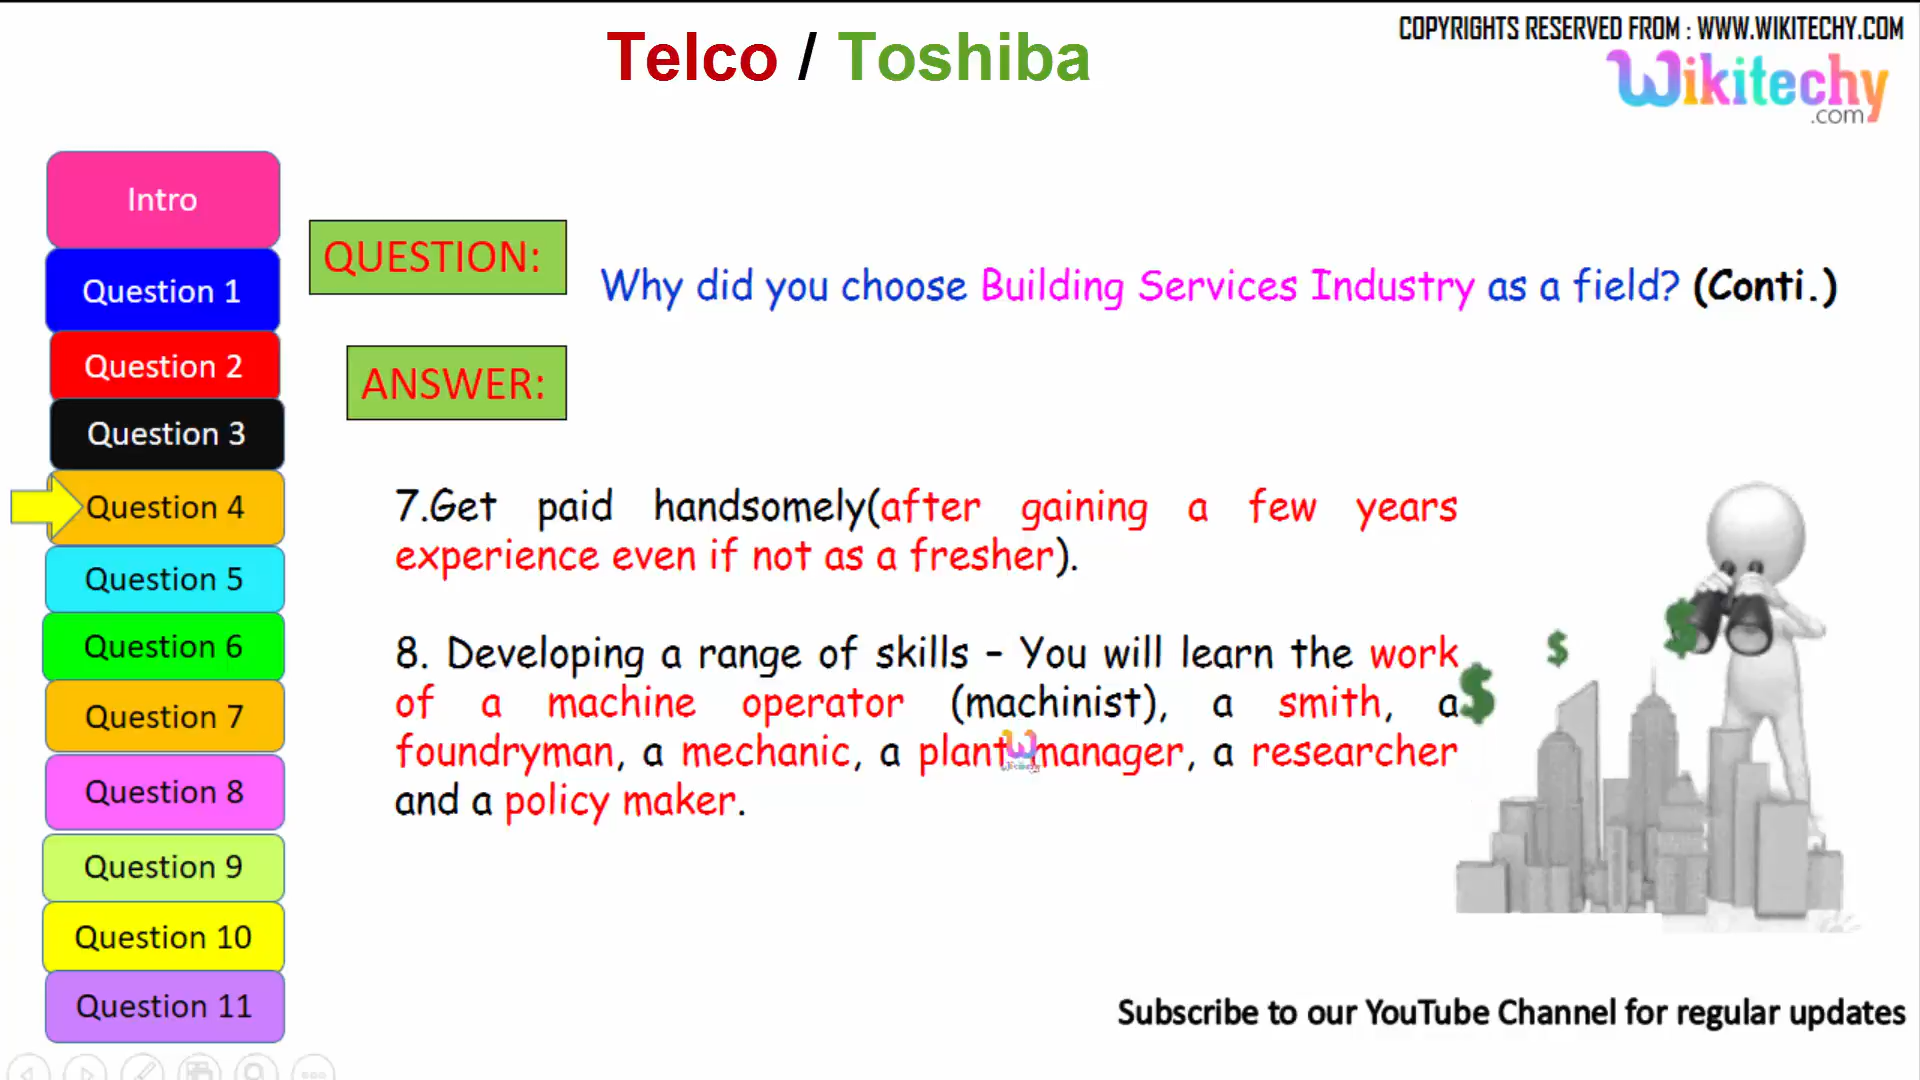 COPYRIGHTS RESERVED FROM : WWW.WIKITECHY.COM
Telco / Toshiba
Wikitechy
.com
Intro
Question 1
Question 2
Question 3
Question 4
Question 5
Question 6
Question 7
Question 8
Question 9
Question 10
Question 11
QUESTION:
Why did you choose Building Services Industry as a field? (Conti.)
ANSWER:
7.Get paid handsomely(after gaining a few years
experience even if not as a fresher).
8. Developing a range of skills – You will learn the work
of a machine operator (machinist), a smith, a
foundryman, a mechanic, a plant manager, a researcher
and a policy maker.
$ $ $
Subscribe to our YouTube Channel for regular updates